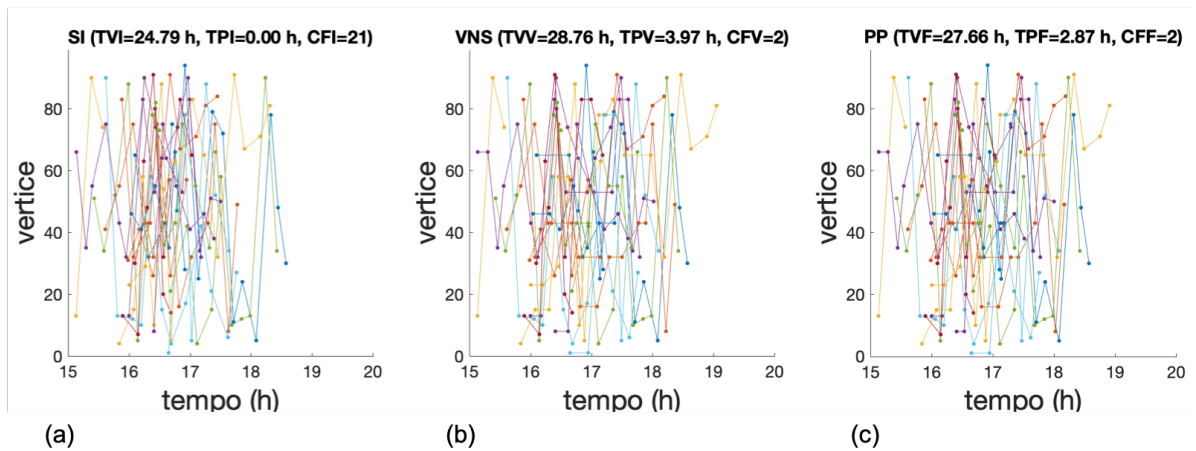 SI (TVI=24.79 h, TPI=0.00 h, CFI=21)
vertice
80
60
40
20
0
15 16 17 18 19 20
tempo (h)
(a)
VNS (TVV=28.76 h, TPV=3.97 h, CFV=2)
vertice
80
60
40
20
0
15 16 17 18 19 20
tempo (h)
(b)
PP (TVF=27.66 h, TPF=2.87 h, CFF=2)
vertice
80
60
40
20
0
15 16 17 18 19 20
tempo (h)
(c)